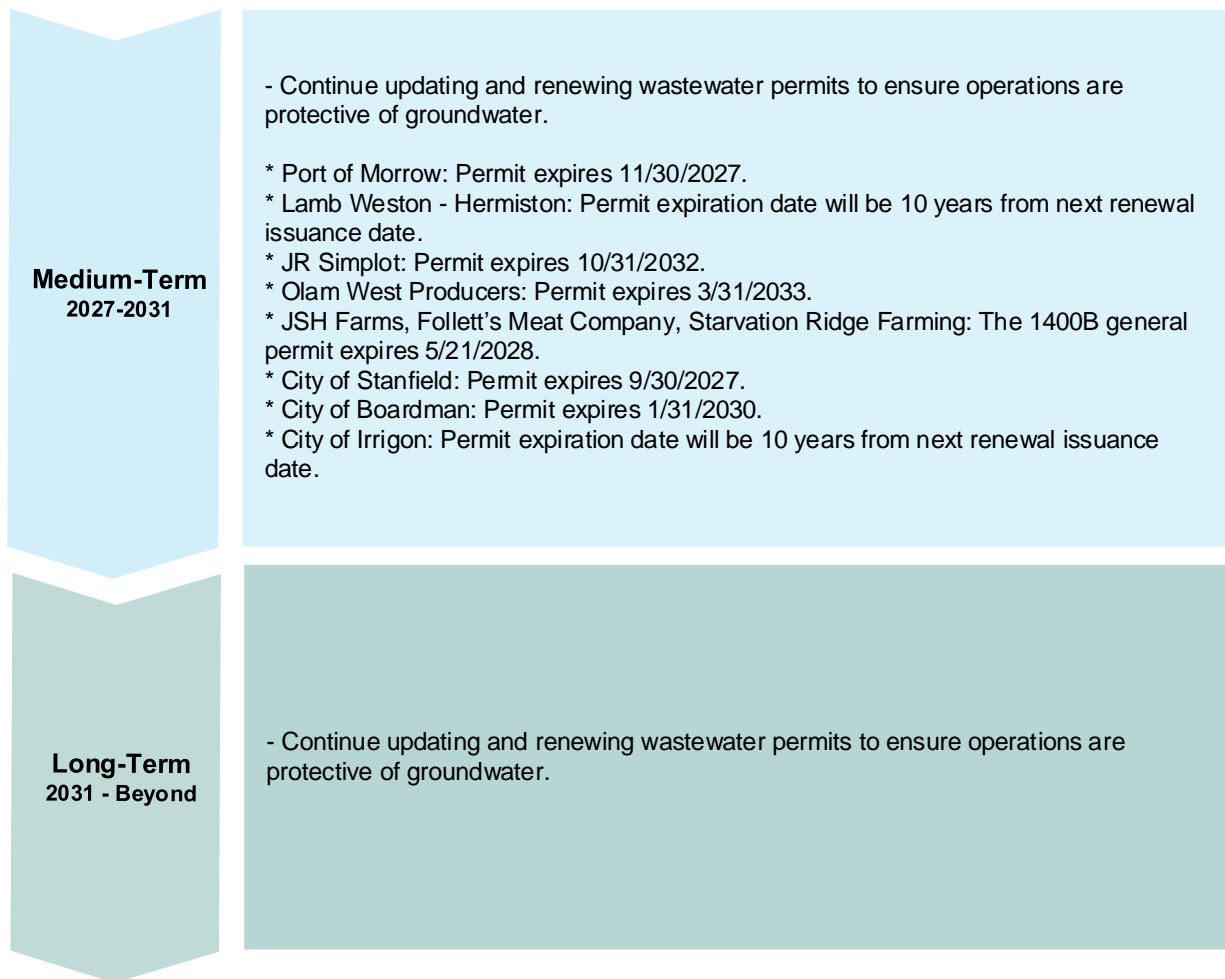 - Continue updating and renewing wastewater permits to ensure operations are
protective of groundwater.
* Port of Morrow: Permit expires 11/30/2027.
* Lamb Weston - Hermiston: Permit expiration date will be 10 years from next renewal
issuance date.
* JR Simplot: Permit expires 10/31/2032.
* Olam West Producers: Permit expires 3/31/2033.
* JSH Farms, Follett’s Meat Company, Starvation Ridge Farming: The 1400B general
permit expires 5/21/2028.
* City of Stanfield: Permit expires 9/30/2027.
* City of Boardman: Permit expires 1/31/2030.
* City of Irrigon: Permit expiration date will be 10 years from next renewal issuance
date.
Medium-Term
2027-2031
- Continue updating and renewing wastewater permits to ensure operations are
protective of groundwater.
Long-Term
2031 - Beyond